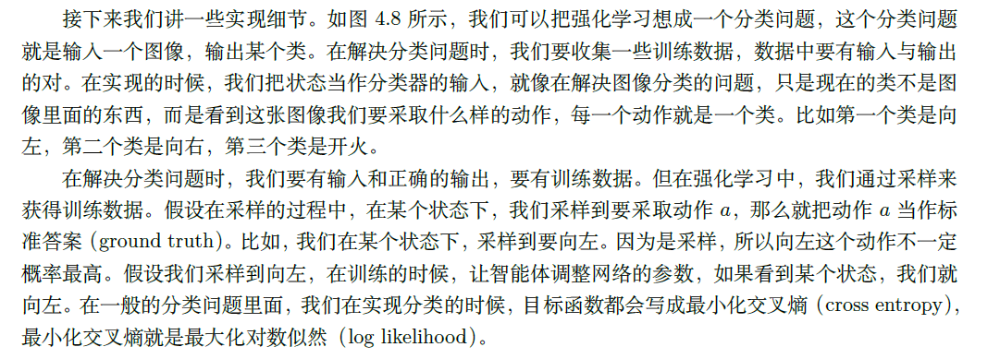 接下来我们讲一些实现细节。如图 4.8 所示，我们可以把强化学习想成一个分类问题，这个分类问题
就是输入一个图像，输出某个类。在解决分类问题时，我们要收集一些训练数据，数据中要有输入与输出
的对。在实现的时候，我们把状态当作分类器的输入，就像在解决图像分类的问题，只是现在的类不是图
像里面的东西，而是看到这张图像我们要采取什么样的动作，每一个动作就是一个类。比如第一个类是向
左，第二个类是向右，第三个类是开火。
在解决分类问题时，我们要有输入和正确的输出，要有训练数据。但在强化学习中，我们通过采样来
获得训练数据。假设在采样的过程中，在某个状态下，我们采样到要采取动作 a，那么就把动作 a 当作标
准答案 (ground truth)。比如，我们在某个状态下，采样到要向左。因为是采样，所以向左这个动作不一定
概率最高。假设我们采样到向左，在训练的时候，让智能体调整网络的参数，如果看到某个状态，我们就
向左。在一般的分类问题里面，我们在实现分类的时候，目标函数都会写成最小化交叉熵 (cross entropy)，
最小化交叉熵就是最大化对数似然（log likelihood）。